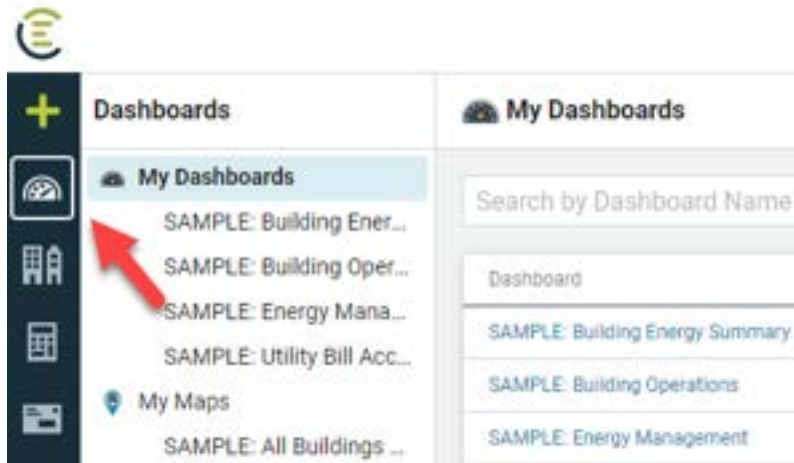 Dashboards
My Dashboards
SAMPLE: Building Ener...
SAMPLE: Building Oper...
SAMPLE: Energy Mana...
SAMPLE: Utility Bill Acc...
My Maps
SAMPLE: All Buildings ...
My Dashboards
Search by Dashboard Name
Dashboard
SAMPLE: Building Energy Summary
SAMPLE: Building Operations
SAMPLE: Energy Management